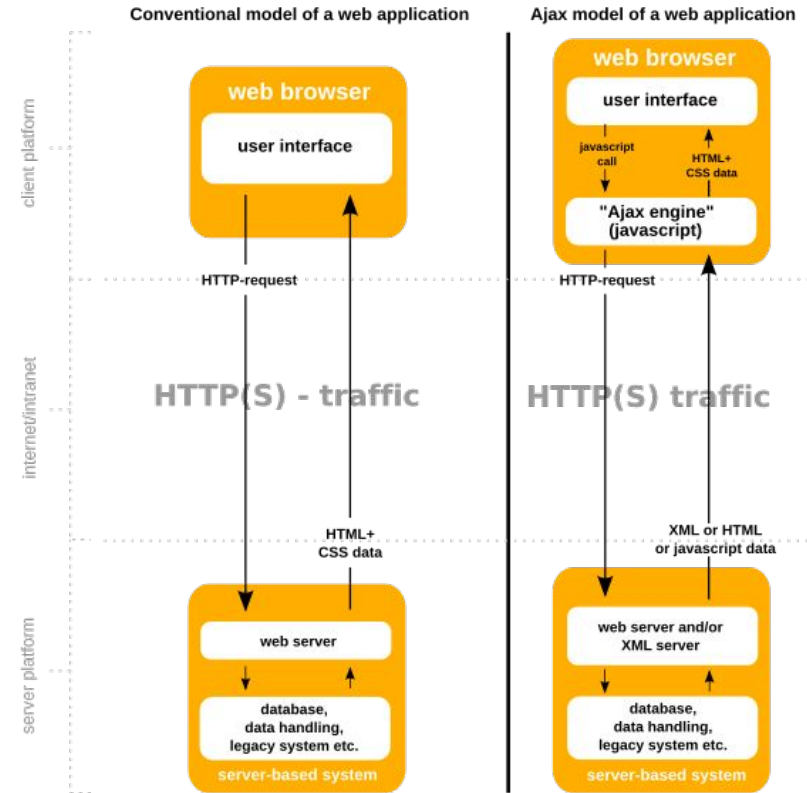 Conventional model of a web application
web browser
user interface
HTTP-request
HTTP(S) - traffic
HTML+
CSS data
web server
database,
data handling,
legacy system etc.
server-based system
Ajax model of a web application
web browser
user interface
javascript
call
HTML+
CSS data
"Ajax engine"
(javascript)
HTTP-request
HTTP(S) traffic
XML or HTML
or javascript data
web server and/or
XML server
database,
data handling,
legacy system etc.
server-based system
client platform
internet/intranet
server platform